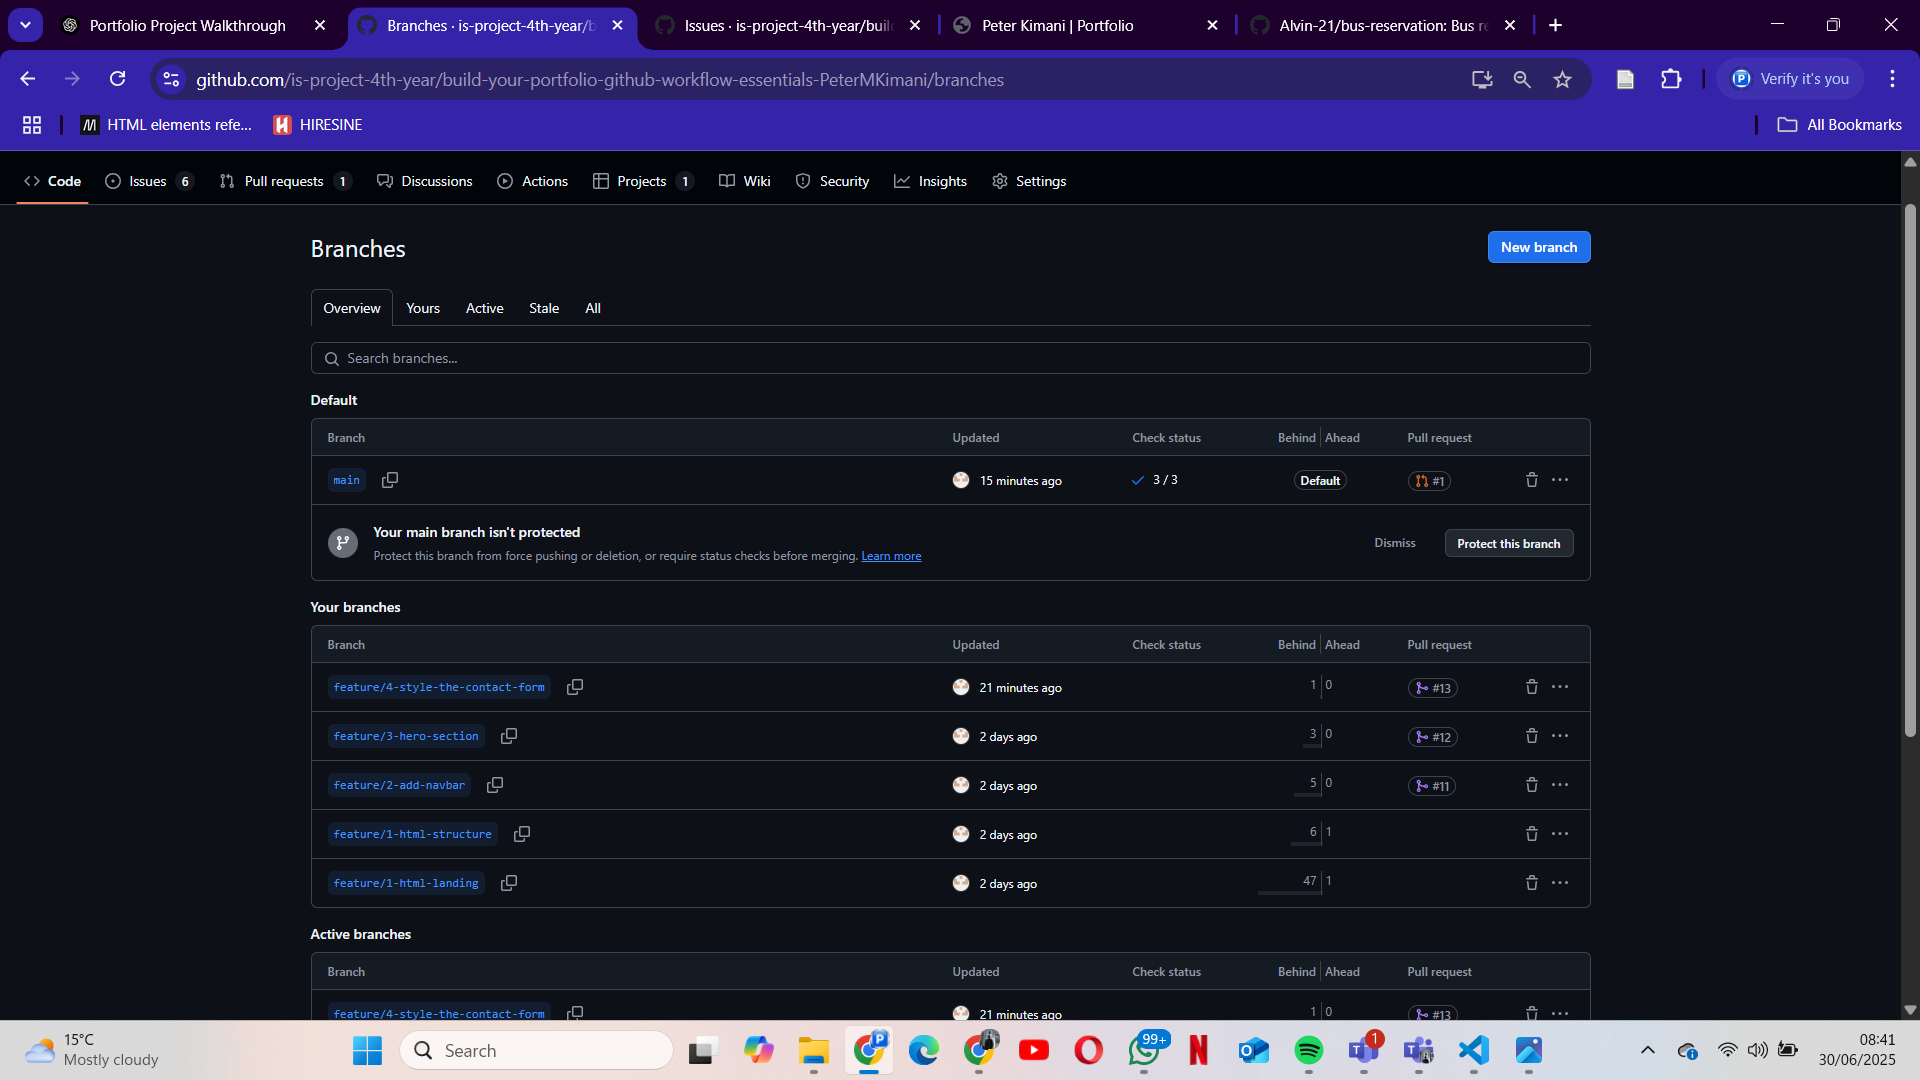 Portfolio Project Walkthrough
Branches · is-project-4th-year/b
Issues · is-project-4th-year/buil
Peter Kimani | Portfolio
Alvin-21/bus-reservation: Bus re
github.com/is-project-4th-year/build-your-portfolio-github-workflow-essentials-PeterMKimani/branches
P Verify it's you
HTML elements refe...
HIRESINE
All Bookmarks
Code
Issues 6
Pull requests 1
Discussions
Actions
Projects 1
Wiki
Security
Insights
Settings
Branches
New branch
Overview Yours Active Stale All
Search branches...
Default
Branch Updated Check status Behind Ahead Pull request
main 15 minutes ago 3 / 3 Default #1
Your main branch isn't protected
Protect this branch from force pushing or deletion, or require status checks before merging. Learn more
Dismiss Protect this branch
Your branches
Branch Updated Check status Behind Ahead Pull request
feature/4-style-the-contact-form 21 minutes ago 1 0 #13
feature/3-hero-section 2 days ago 3 0 #12
feature/2-add-navbar 2 days ago 5 0 #11
feature/1-html-structure 2 days ago 6 1
feature/1-html-landing 2 days ago 47 1
Active branches
Branch Updated Check status Behind Ahead Pull request
feature/4-style-the-contact-form 21 minutes ago 1 0 #13
15°C
Mostly cloudy
Search
P
99+
1
08:41
30/06/2025